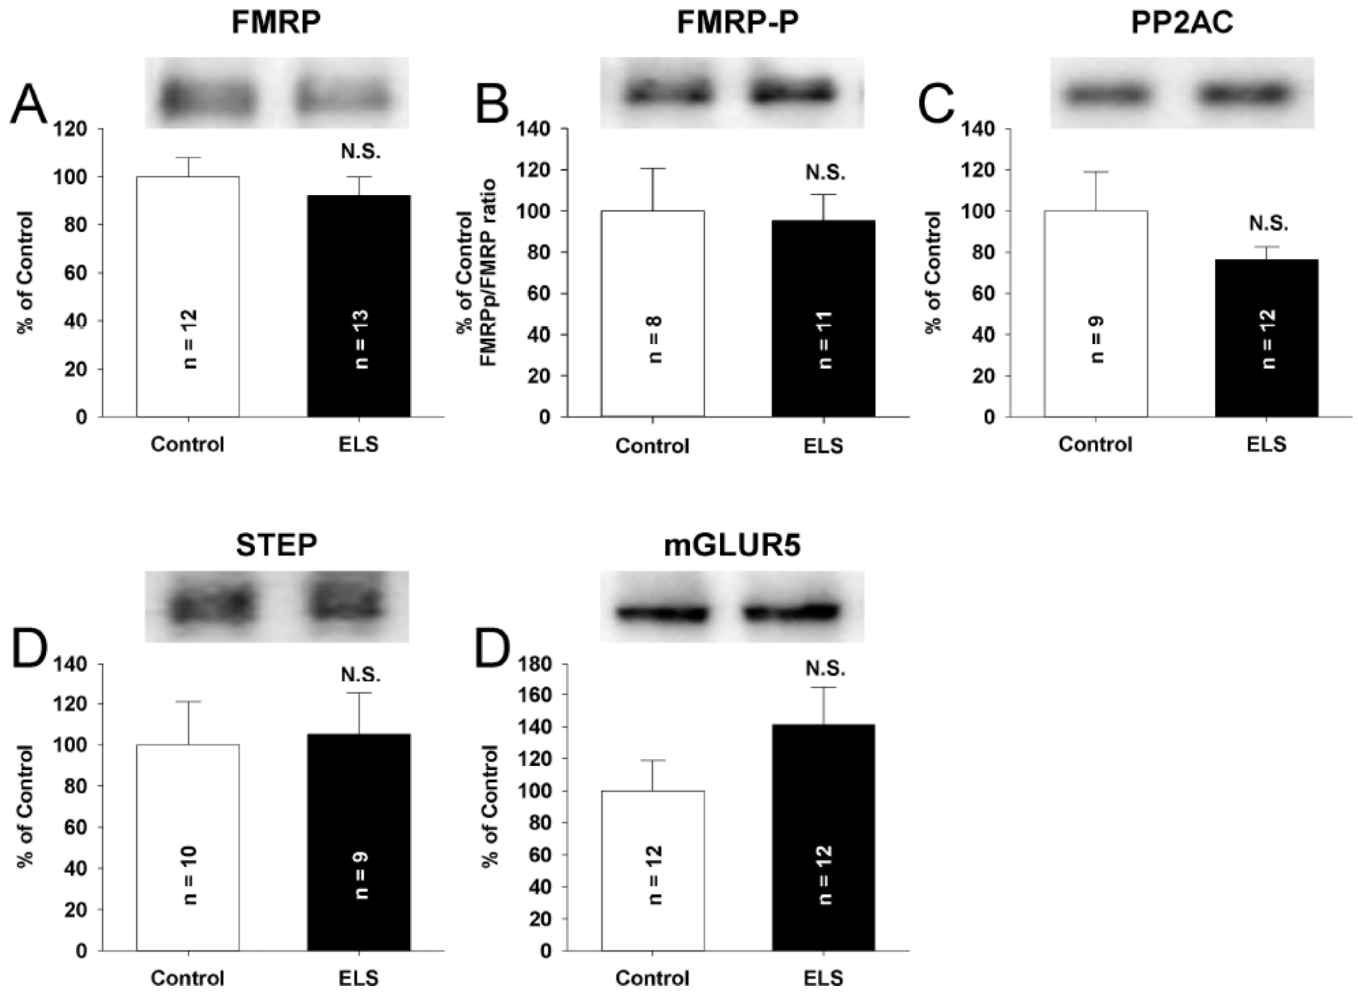 FMRP
A
120
100
80
60
40
20
0
% of Control
N.S.
n = 12
n = 13
Control
ELS
FMRP-P
B
140
120
100
80
60
40
20
0
% of Control
FMRPp/FMRP ratio
N.S.
n = 8
n = 11
Control
ELS
PP2AC
C
140
120
100
80
60
40
20
0
% of Control
N.S.
n = 9
n = 12
Control
ELS
STEP
D
140
120
100
80
60
40
20
0
% of Control
N.S.
n = 10
n = 9
Control
ELS
mGLUR5
D
180
160
140
120
100
80
60
40
20
0
% of Control
N.S.
n = 12
n = 12
Control
ELS